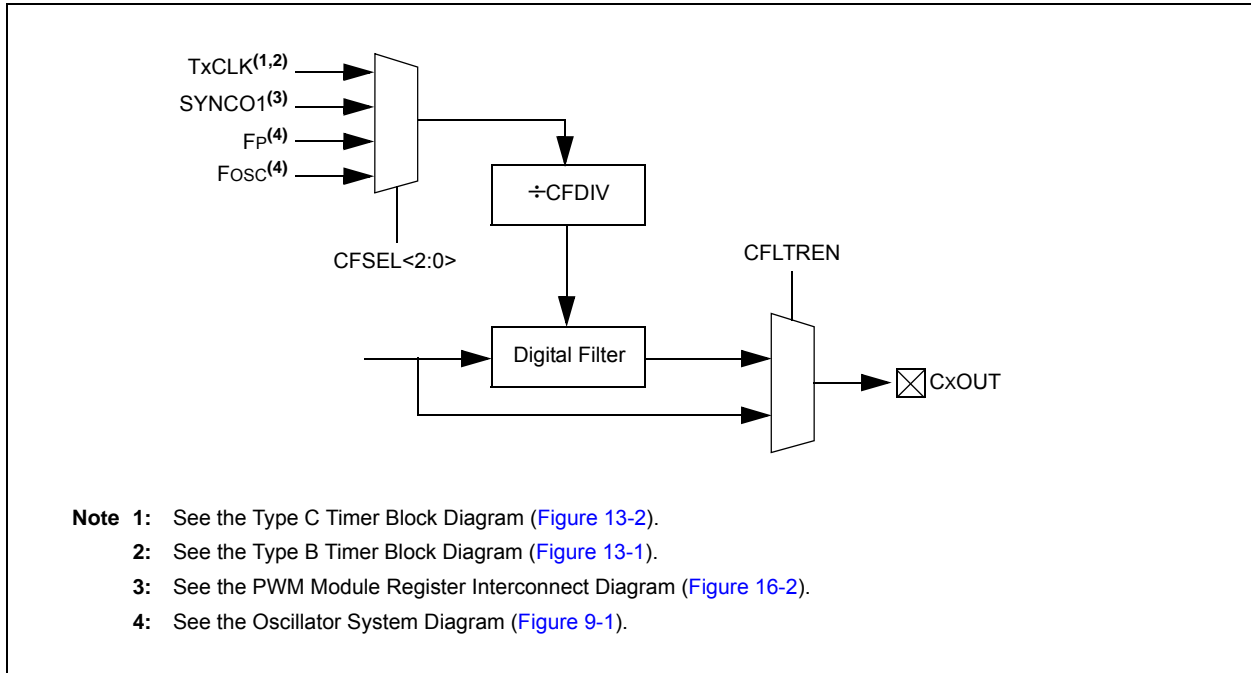 TxCLK(1,2)
SYNCO1(3)
FP(4)
FOSC(4)
÷CFDIV
CFSEL<2:0>
CFLTREN
Digital Filter
CxOUT
Note 1: See the Type C Timer Block Diagram (Figure 13-2).
2: See the Type B Timer Block Diagram (Figure 13-1).
3: See the PWM Module Register Interconnect Diagram (Figure 16-2).
4: See the Oscillator System Diagram (Figure 9-1).